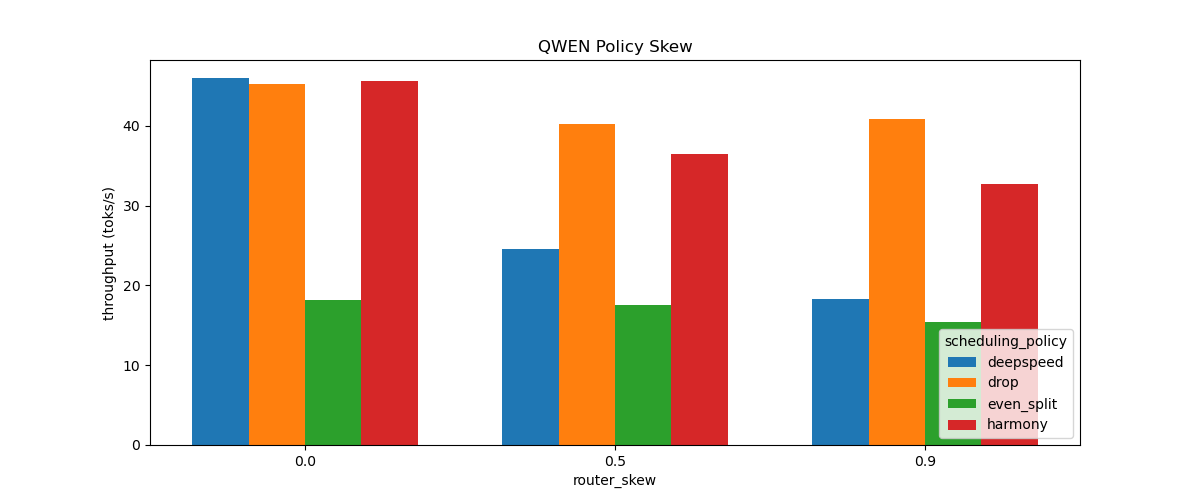 QWEN Policy Skew
throughput (toks/s)
40
30
20
10
0
0.0
0.5
0.9
router_skew
scheduling_policy
deepspeed
drop
even_split
harmony